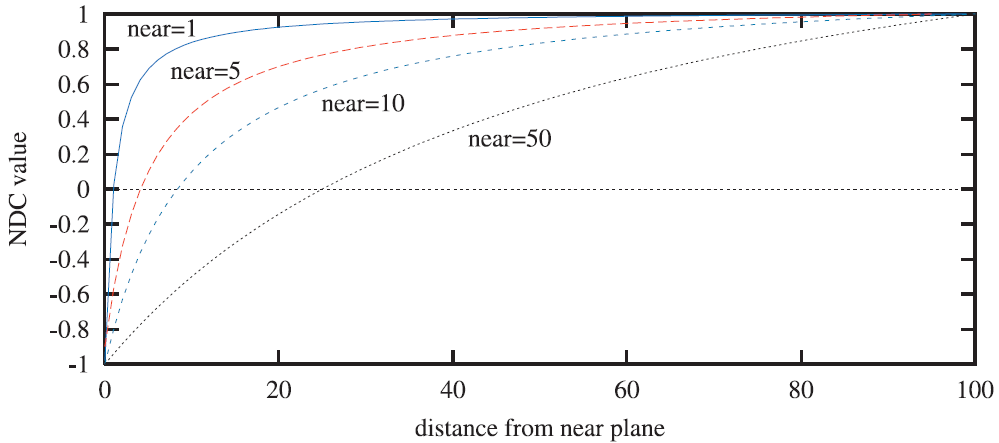 1
0.8
0.6
0.4
0.2
0
-0.2
-0.4
-0.6
-0.8
-1
NDC value
near=1
near=5
near=10
near=50
0 20 40 60 80 100
distance from near plane